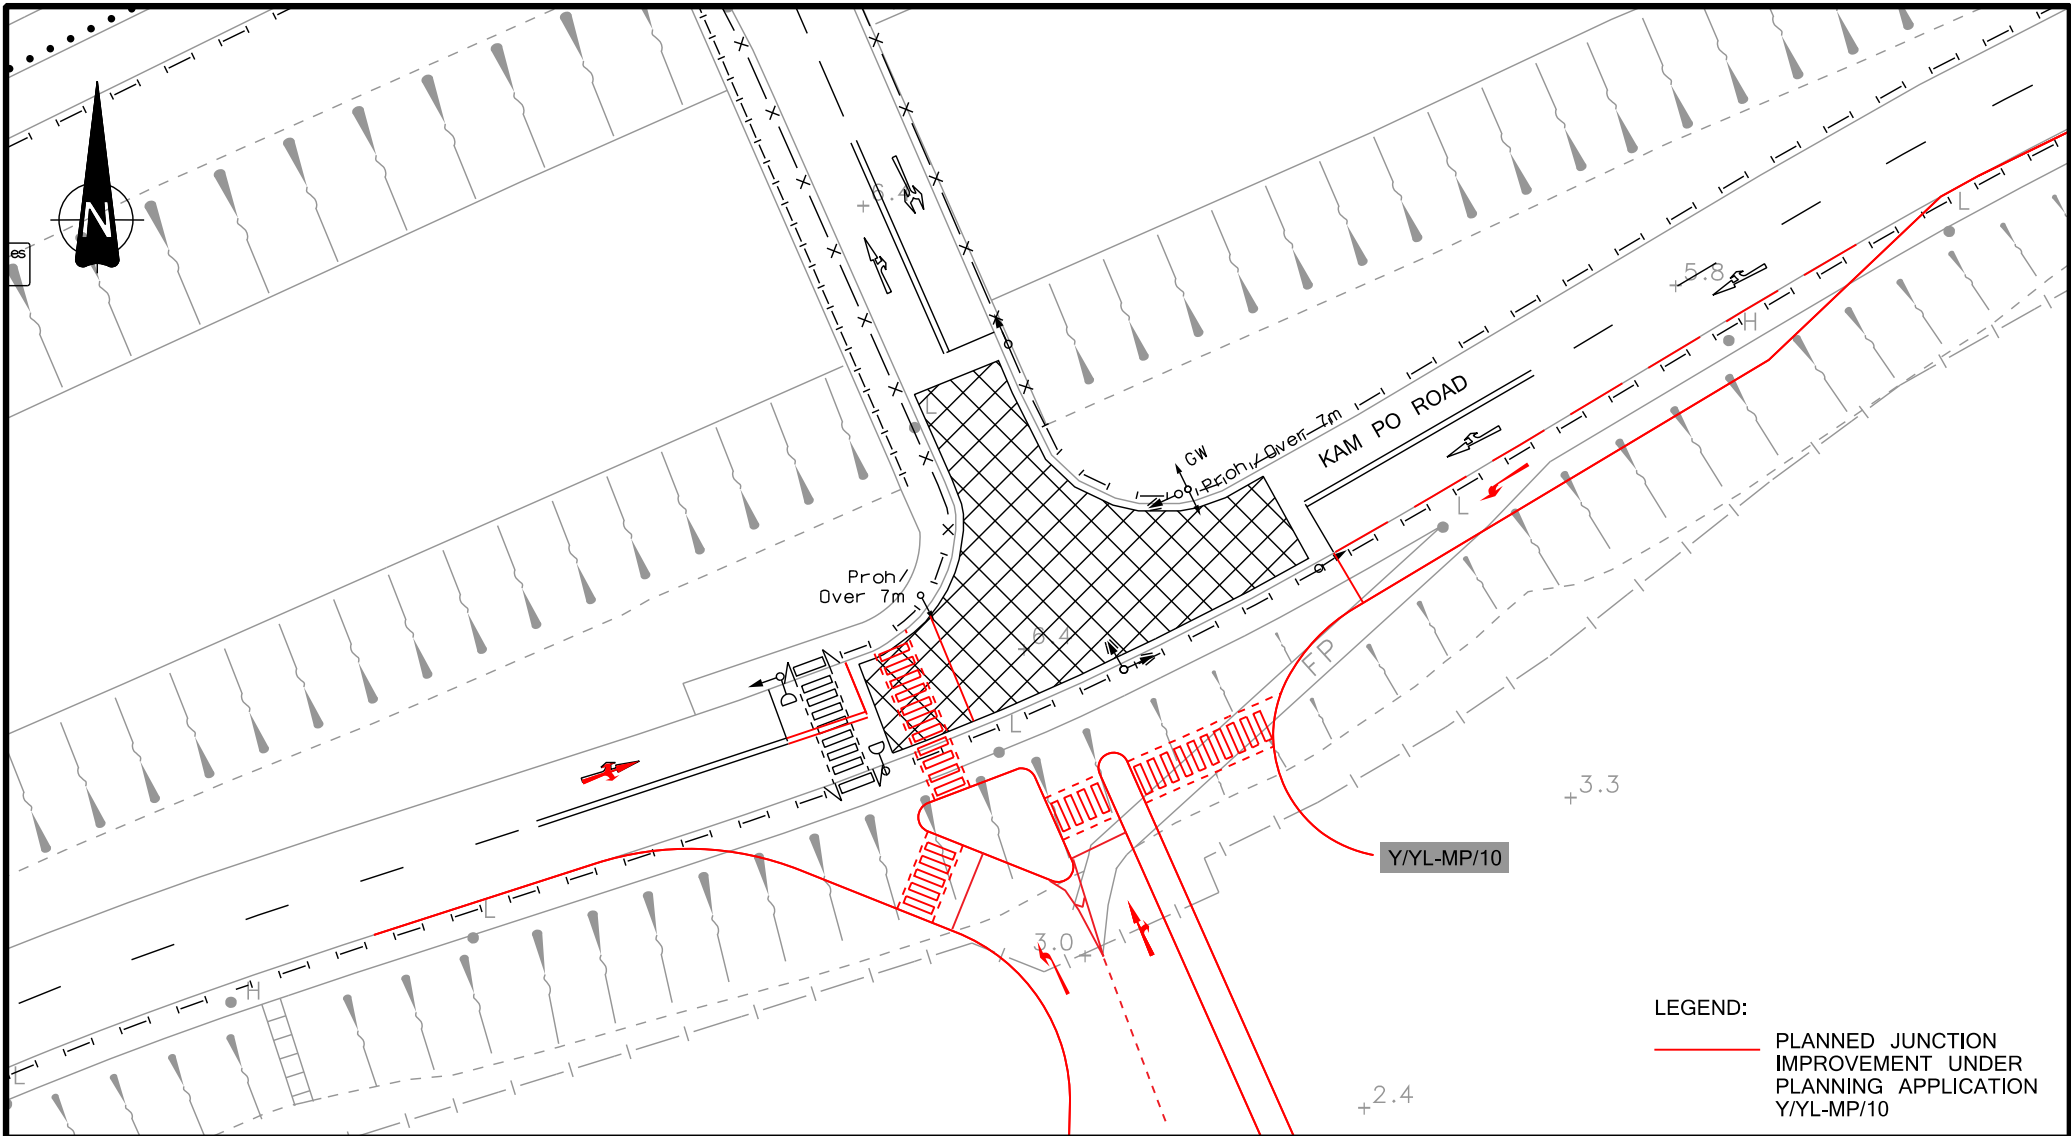 N
es
6.4
5.8
L
H
L
GW
Proh/Over 7m
KAM PO ROAD
L
Proh/
Over 7m
6.4
FP
L
3.3
Y/YL-MP/10
L
3.0
H
L
2.4
LEGEND:
PLANNED JUNCTION
IMPROVEMENT UNDER
PLANNING APPLICATION
Y/YL-MP/10